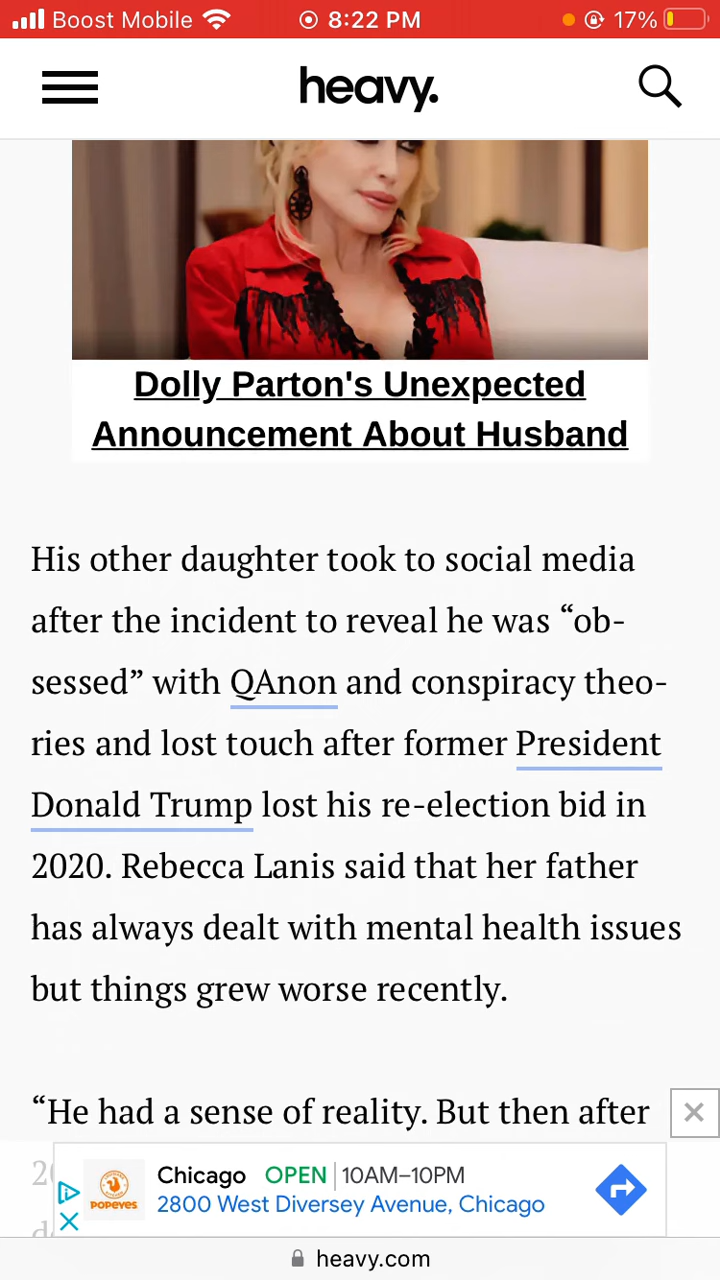 Boost Mobile 8:22 PM 17%
heavy.
Dolly Parton's Unexpected
Announcement About Husband
His other daughter took to social media
after the incident to reveal he was “ob-
sessed” with QAnon and conspiracy theo-
ries and lost touch after former President
Donald Trump lost his re-election bid in
2020. Rebecca Lanis said that her father
has always dealt with mental health issues
but things grew worse recently.
“He had a sense of reality. But then after
Chicago OPEN 10AM–10PM
POPEYES
2800 West Diversey Avenue, Chicago
heavy.com